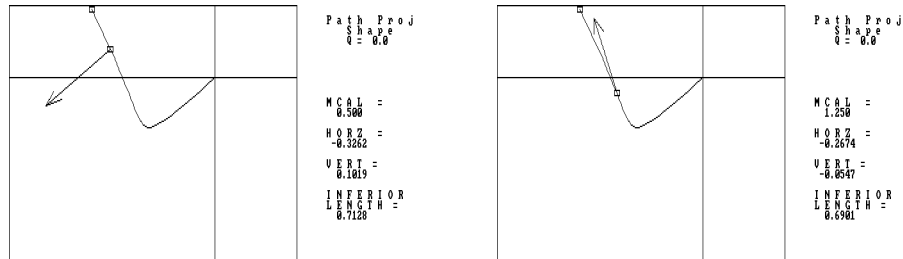 Path Proj
Shape
Q = 0.0
MCAL =
0.500
HORZ =
-0.3262
VERT =
0.1019
INFERIOR
LENGTH =
0.7128
Path Proj
Shape
Q = 0.0
MCAL =
1.250
HORZ =
-0.2674
VERT =
-0.0547
INFERIOR
LENGTH =
0.6901